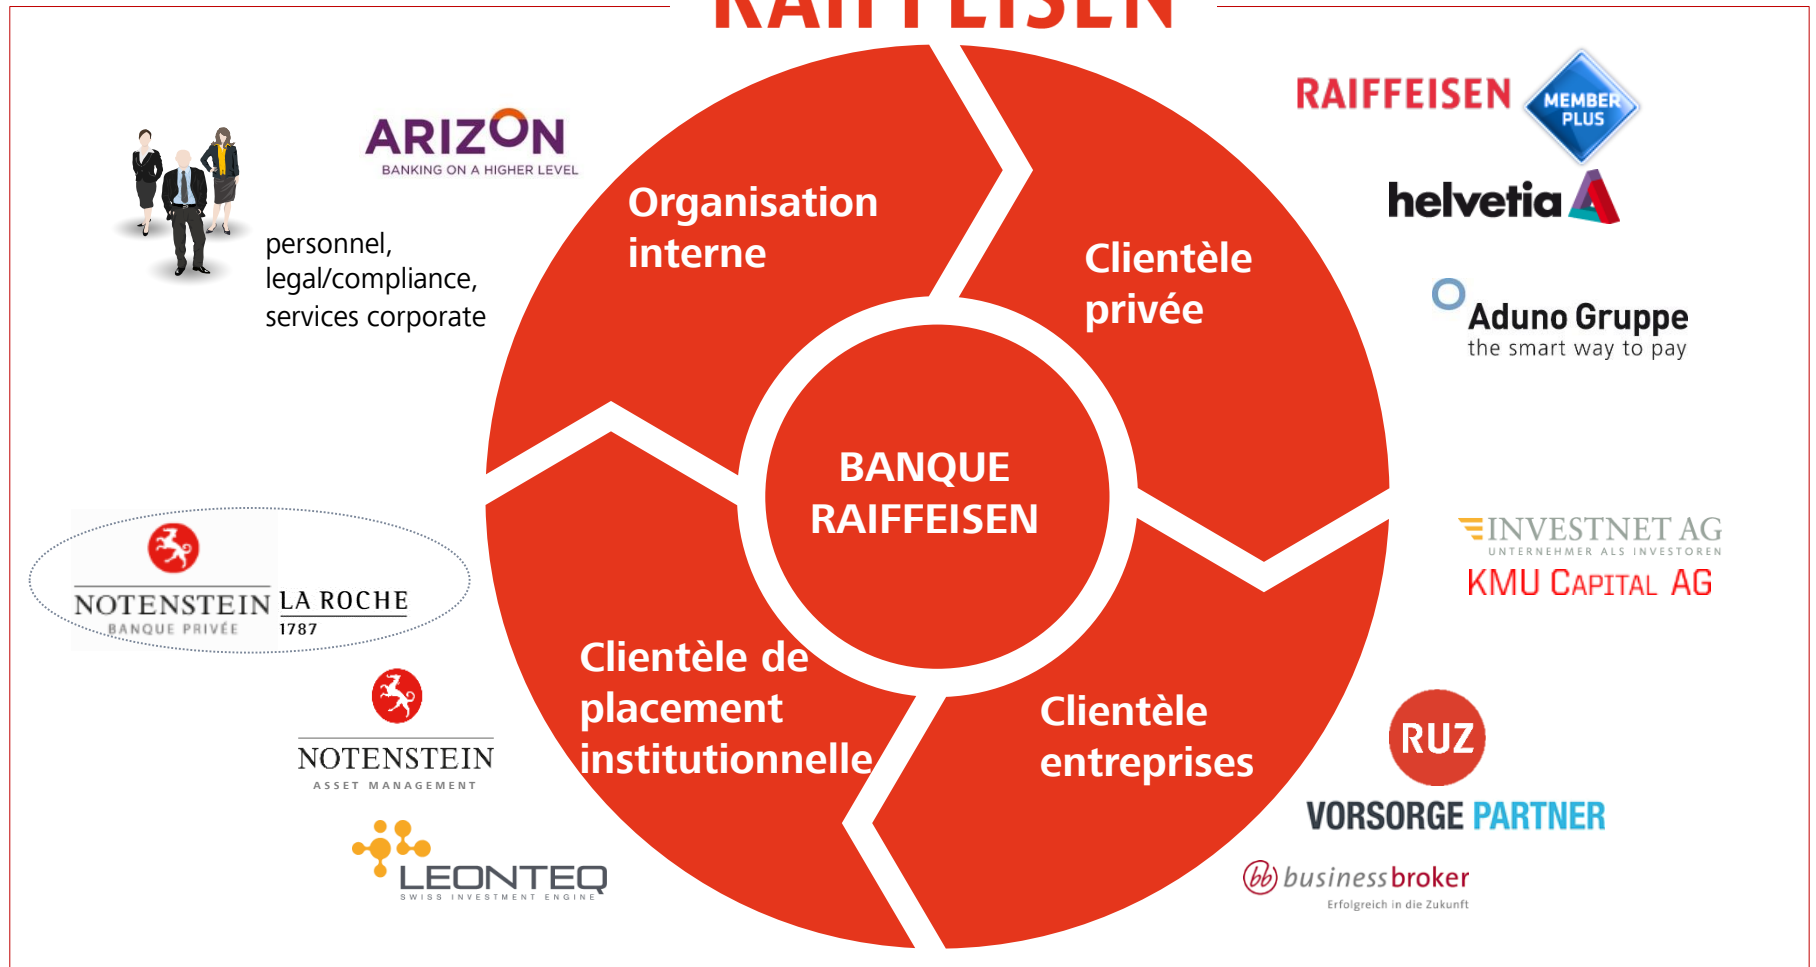 RAIFFEISEN
ARIZON
BANKING ON A HIGHER LEVEL
personnel,
legal/compliance,
services corporate
Organisation
interne
Clientèle
privée
RAIFFEISEN
MEMBER
PLUS
helvetia
Aduno Gruppe
the smart way to pay
BANQUE
RAIFFEISEN
NOTENSTEIN
BANQUE PRIVÉE
LA ROCHE
1787
INVESTNET AG
UNTERNEHMER ALS INVESTOREN
KMU CAPITAL AG
Clientèle de
placement
institutionnelle
Clientèle
entreprises
NOTENSTEIN
ASSET MANAGEMENT
LEONTEQ
SWISS INVESTMENT ENGINE
RUZ
VORSORGE PARTNER
bb businessbroker
Erfolgreich in die Zukunft